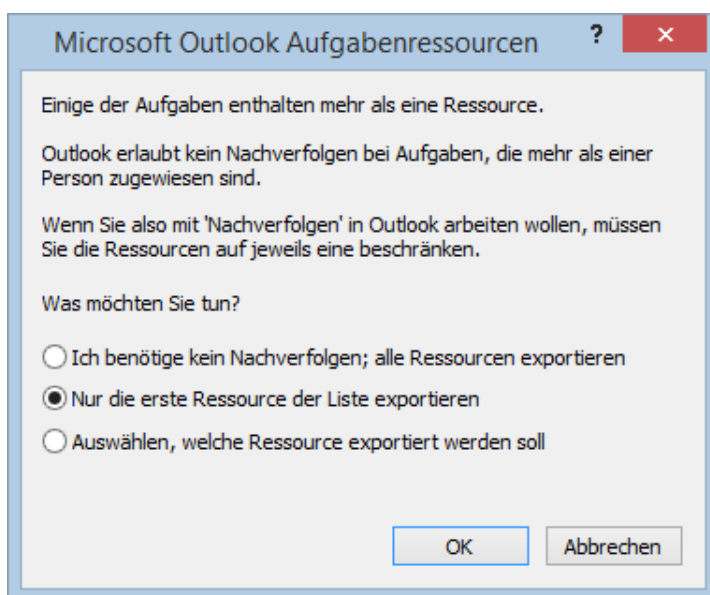 Microsoft Outlook Aufgabenressourcen ? ×
Einige der Aufgaben enthalten mehr als eine Ressource.
Outlook erlaubt kein Nachverfolgen bei Aufgaben, die mehr als einer
Person zugewiesen sind.
Wenn Sie also mit 'Nachverfolgen' in Outlook arbeiten wollen, müssen
Sie die Ressourcen auf jeweils eine beschränken.
Was möchten Sie tun?
Ich benötige kein Nachverfolgen; alle Ressourcen exportieren
Nur die erste Ressource der Liste exportieren
Auswählen, welche Ressource exportiert werden soll
OK Abbrechen